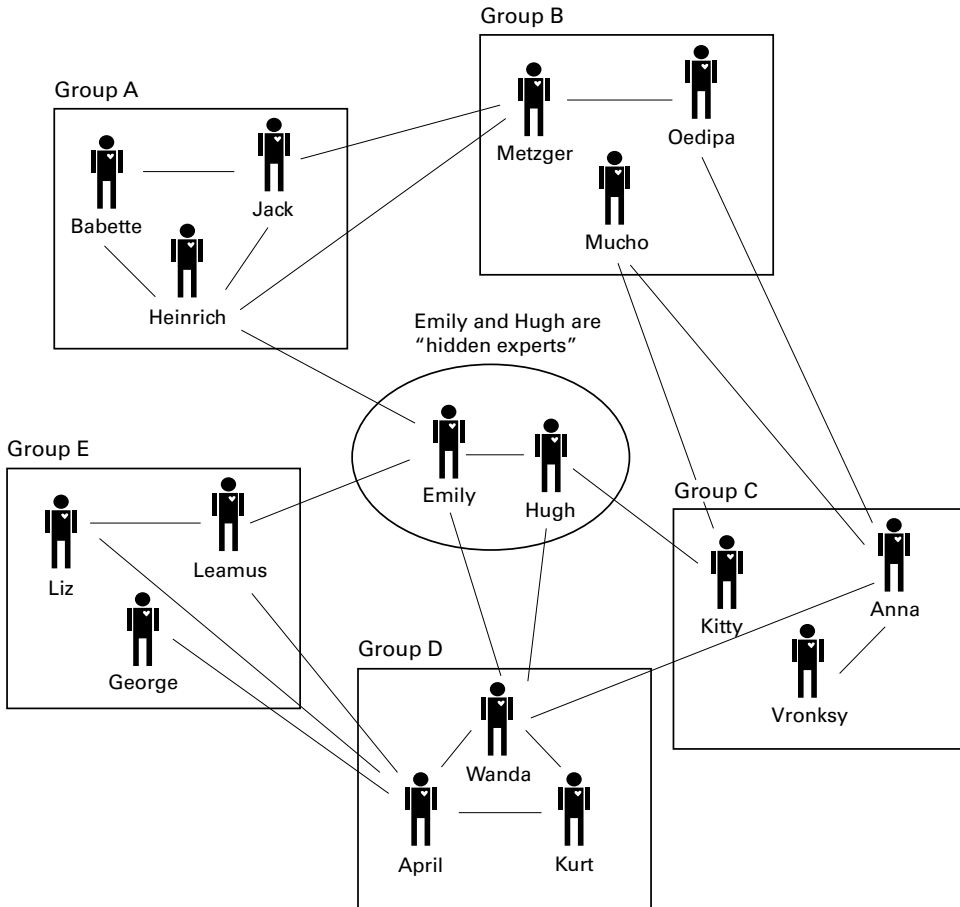 Group B
Group A
Metzger
Oedipa
Babette
Jack
Mucho
Heinrich
Emily and Hugh are
“hidden experts”
Group E
Emily
Hugh
Group C
Liz
Leamus
Kitty
Anna
George
Group D
Vronksy
Wanda
April
Kurt